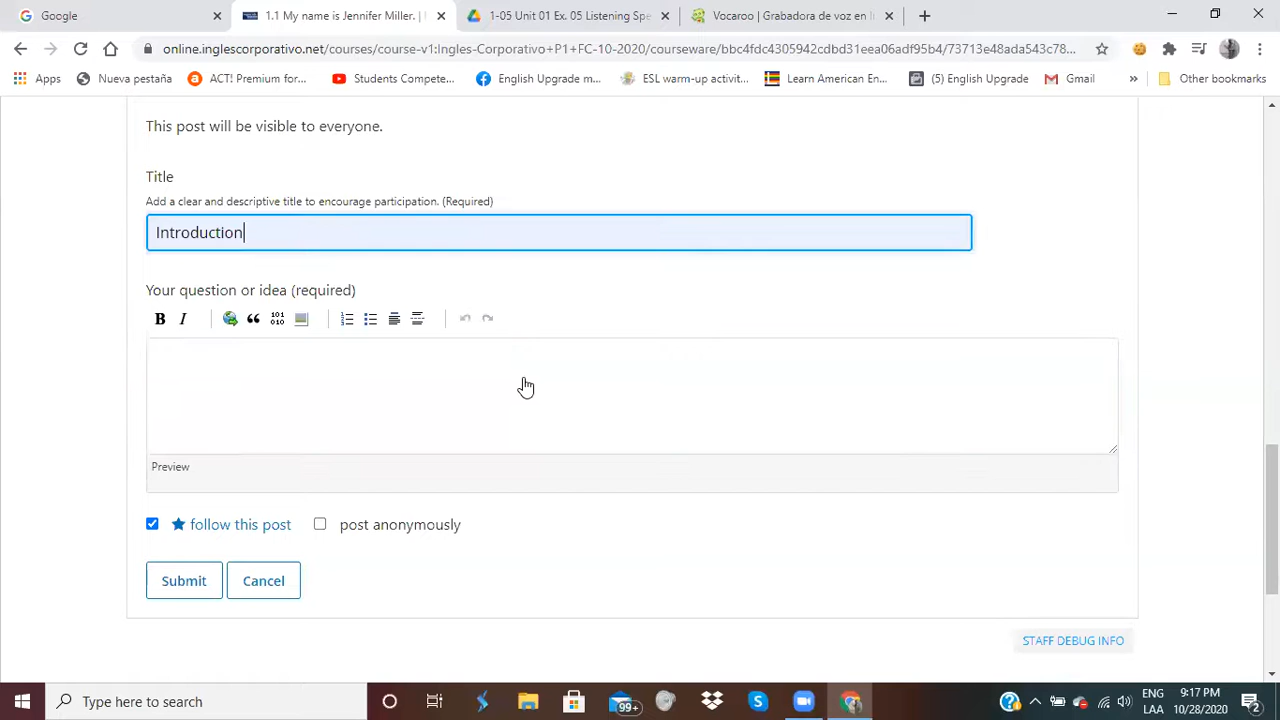 Google
1.1 My name is Jennifer Miller. |
1-05 Unit 01 Ex. 05 Listening Spe
Vocaroo | Grabadora de voz en lí
online.inglescorporativo.net/courses/course-v1:Ingles-Corporativo+P1+FC-10-2020/courseware/bbc4fdc4305942cdbd31eea06adf95b4/73713e48ada543c78...
Apps
Nueva pestaña
ACT! Premium for...
Students Compete...
English Upgrade m...
ESL warm-up activit...
Learn American En...
(5) English Upgrade
Gmail
»
Other bookmarks
This post will be visible to everyone.
Title
Add a clear and descriptive title to encourage participation. (Required)
Introduction
Your question or idea (required)
B I
Preview
follow this post
post anonymously
Submit
Cancel
STAFF DEBUG INFO
Type here to search
99+
ENG
LAA
9:17 PM
10/28/2020
2